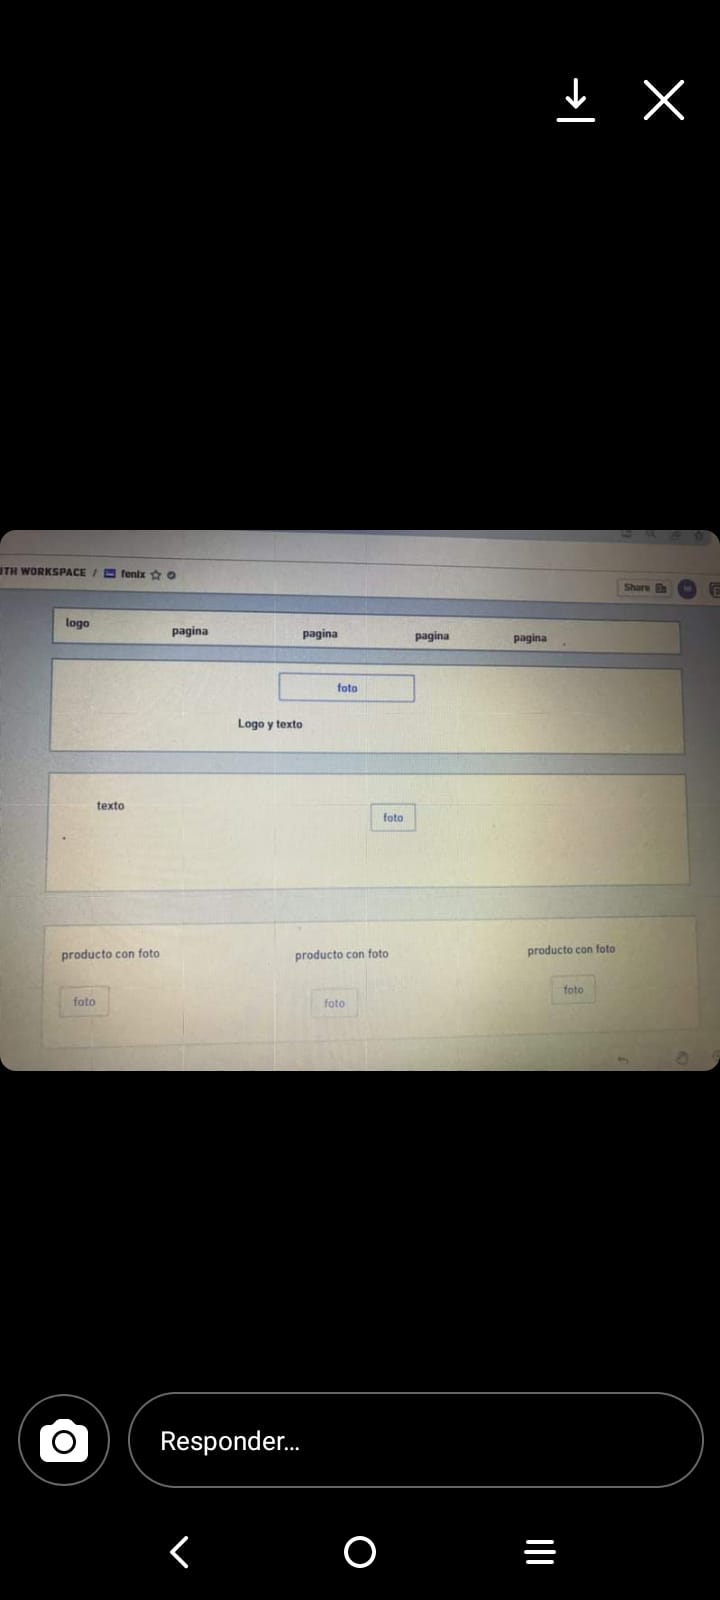 ITH WORKSPACE / fenix
Share
logo
pagina
pagina
pagina
pagina
foto
Logo y texto
texto
foto
producto con foto
producto con foto
producto con foto
foto
foto
foto
Responder...